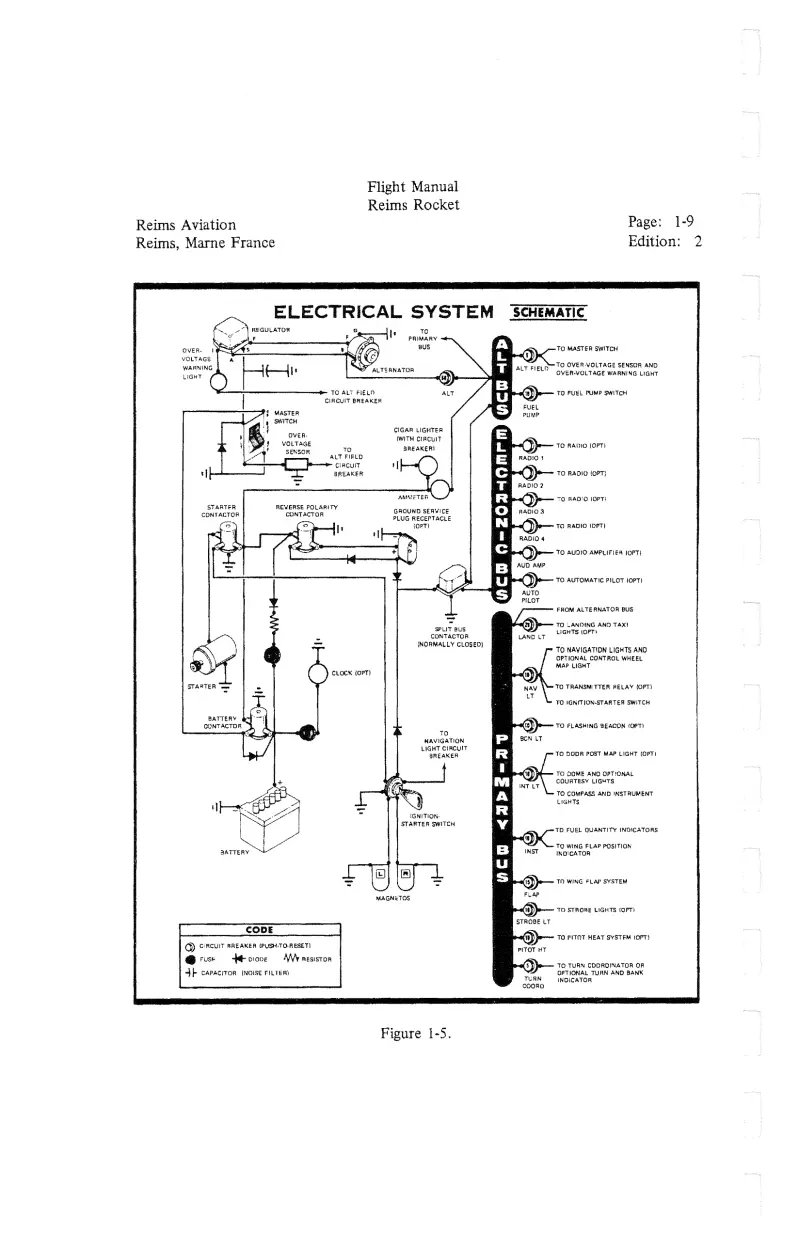 Flight Manual
Reims Rocket
Reims Aviation
Reims, Marne France
Page: 1-9
Edition: 2
ELECTRICAL SYSTEM SCHEMATIC
REGULATOR
OVER-
VOLTAGE
WARNING
LIGHT
I
A
S
F
F
G
B
TO
PRIMARY
BUS
ALTERNATOR
ALT
TO ALT FIELD
CIRCUIT BREAKER
MASTER
SWITCH
OVER-
VOLTAGE
SENSOR
TO
ALT FIELD
CIRCUIT
BREAKER
CIGAR LIGHTER
(WITH CIRCUIT
BREAKER)
AMMETER
STARTER
CONTACTOR
REVERSE POLARITY
CONTACTOR
GROUND SERVICE
PLUG RECEPTACLE
(OPT)
SPLIT BUS
CONTACTOR
(NORMALLY CLOSED)
STARTER
CLOCK (OPT)
BATTERY
CONTACTOR
TO
NAVIGATION
LIGHT CIRCUIT
BREAKER
IGNITION-
STARTER SWITCH
BATTERY
L
R
MAGNETOS
CODE
CIRCUIT BREAKER (PUSH-TO-RESET)
FUSE DIODE RESISTOR
CAPACITOR (NOISE FILTER)
ALT BUS
ALT FIELD
TO MASTER SWITCH
TO OVER-VOLTAGE SENSOR AND
OVER-VOLTAGE WARNING LIGHT
TO FUEL PUMP SWITCH
FUEL
PUMP
ELECTRONIC BUS
TO RADIO (OPT)
RADIO 1
TO RADIO (OPT)
RADIO 2
TO RADIO (OPT)
RADIO 3
TO RADIO (OPT)
RADIO 4
TO AUDIO AMPLIFIER (OPT)
AUD AMP
TO AUTOMATIC PILOT (OPT)
AUTO
PILOT
PRIMARY BUS
FROM ALTERNATOR BUS
TO LANDING AND TAXI
LIGHTS (OPT)
LAND LT
TO NAVIGATION LIGHTS AND
OPTIONAL CONTROL WHEEL
MAP LIGHT
NAV
LT
TO TRANSMITTER RELAY (OPT)
TO IGNITION-STARTER SWITCH
TO FLASHING BEACON (OPT)
BCN LT
TO DOOR POST MAP LIGHT (OPT)
TO DOME AND OPTIONAL
COURTESY LIGHTS
INT LT
TO COMPASS AND INSTRUMENT
LIGHTS
TO FUEL QUANTITY INDICATORS
INST
TO WING FLAP POSITION
INDICATOR
TO WING FLAP SYSTEM
FLAP
TO STROBE LIGHTS (OPT)
STROBE LT
TO PITOT HEAT SYSTEM (OPT)
PITOT HT
TO TURN COORDINATOR OR
OPTIONAL TURN AND BANK
INDICATOR
TURN
COORD
Figure 1-5.